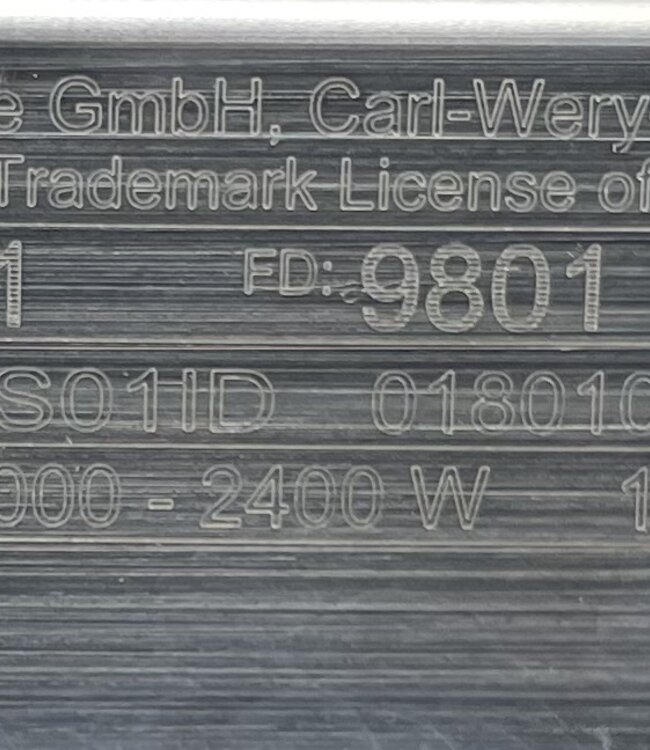 e GmbH, Carl-Wery
Trademark License of
1 FD: 9801
S01ID 018010
000 - 2400 W 1